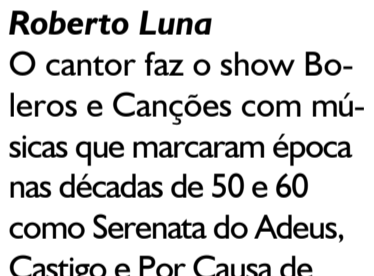 Roberto Luna
O cantor faz o show Bo-
leros e Canções com mú-
sicas que marcaram época
nas décadas de 50 e 60
como Serenata do Adeus,
Castigo e Por Causa de